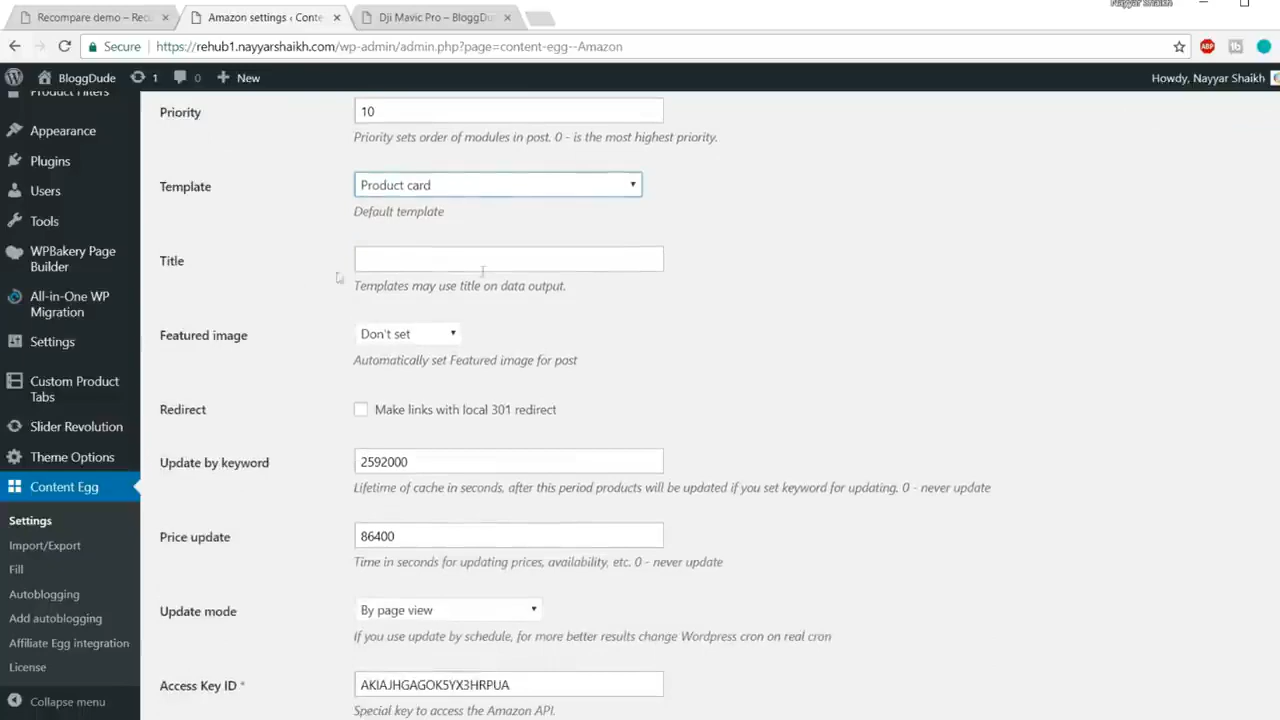 Nayyar Shaikh
Recompare demo – Recu
Amazon settings ‹ Conte
Dji Mavic Pro – BloggDu
Secure
https://rehub1.nayyarshaikh.com/wp-admin/admin.php?page=content-egg--Amazon
ABP
BloggDude
1
0
New
Howdy, Nayyar Shaikh
Product Filters
Appearance
Plugins
Users
Tools
WPBakery Page
Builder
All-in-One WP
Migration
Settings
Custom Product
Tabs
Slider Revolution
Theme Options
Content Egg
Settings
Import/Export
Fill
Autoblogging
Add autoblogging
Affiliate Egg integration
License
Collapse menu
Priority
10
Priority sets order of modules in post. 0 - is the most highest priority.
Template
Product card
Default template
Title
Templates may use title on data output.
Featured image
Don't set
Automatically set Featured image for post
Redirect
Make links with local 301 redirect
Update by keyword
2592000
Lifetime of cache in seconds, after this period products will be updated if you set keyword for updating. 0 - never update
Price update
86400
Time in seconds for updating prices, availability, etc. 0 - never update
Update mode
By page view
If you use update by schedule, for more better results change Wordpress cron on real cron
Access Key ID *
AKIAJHGAGOK5YX3HRPUA
Special key to access the Amazon API.